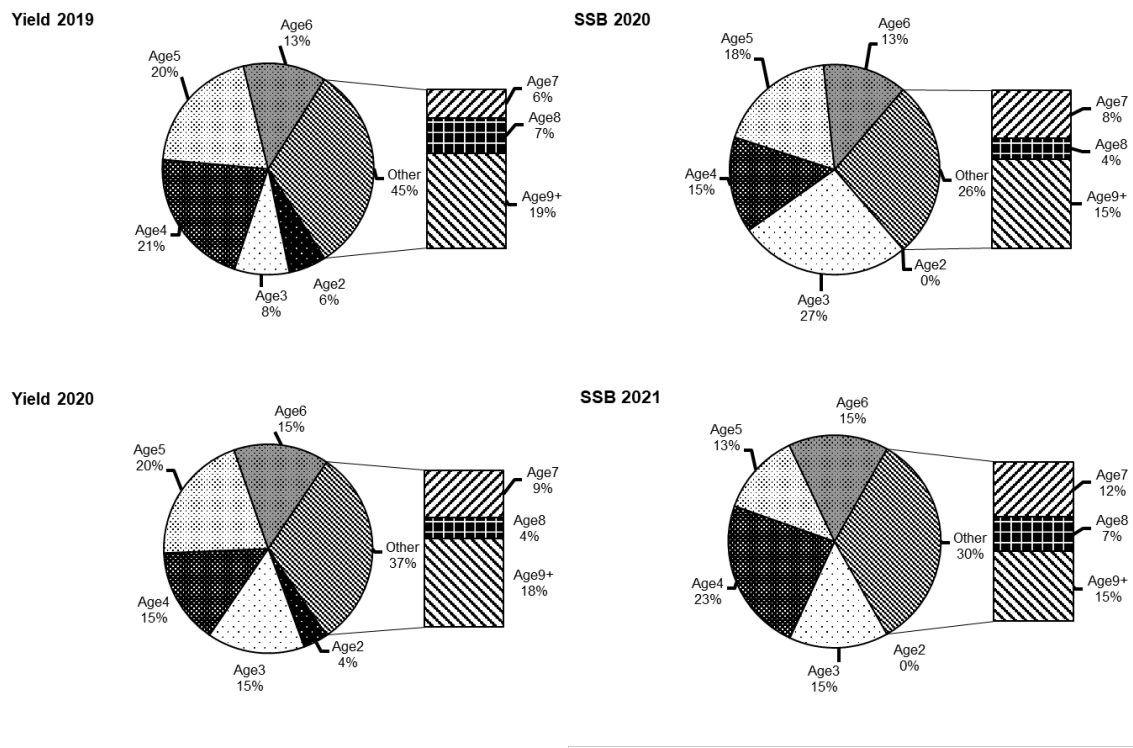 Yield 2019
Age6
13%
Age5
20%
Age4
21%
Age3
8%
Age2
6%
Other
45%
Age7
6%
Age8
7%
Age9+
19%
SSB 2020
Age6
13%
Age5
18%
Age4
15%
Age3
27%
Age2
0%
Other
26%
Age7
8%
Age8
4%
Age9+
15%
Yield 2020
Age6
15%
Age5
20%
Age4
15%
Age3
15%
Age2
4%
Other
37%
Age7
9%
Age8
4%
Age9+
18%
SSB 2021
Age6
15%
Age5
13%
Age4
23%
Age3
15%
Age2
0%
Other
30%
Age7
12%
Age8
7%
Age9+
15%